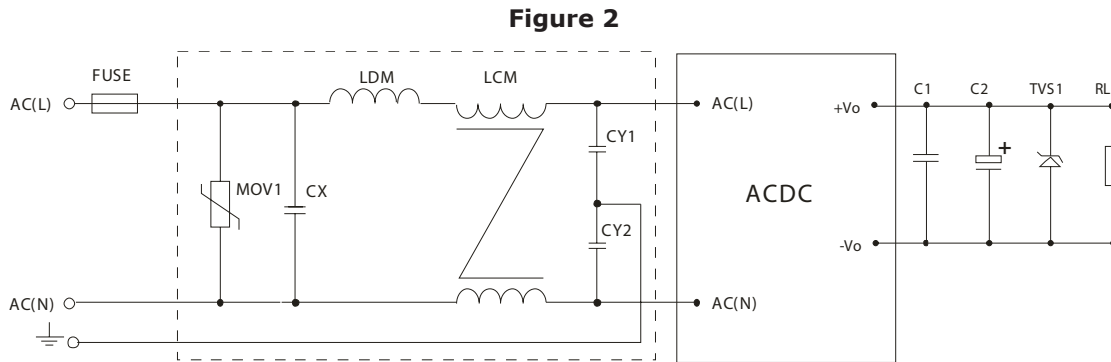 Figure 2
FUSE
LDM
LCM
AC(L)
MOV1
CX
CY1
CY2
AC(N)
AC(L)
AC(N)
ACDC
+Vo
-Vo
C1
C2
TVS1
RL
+